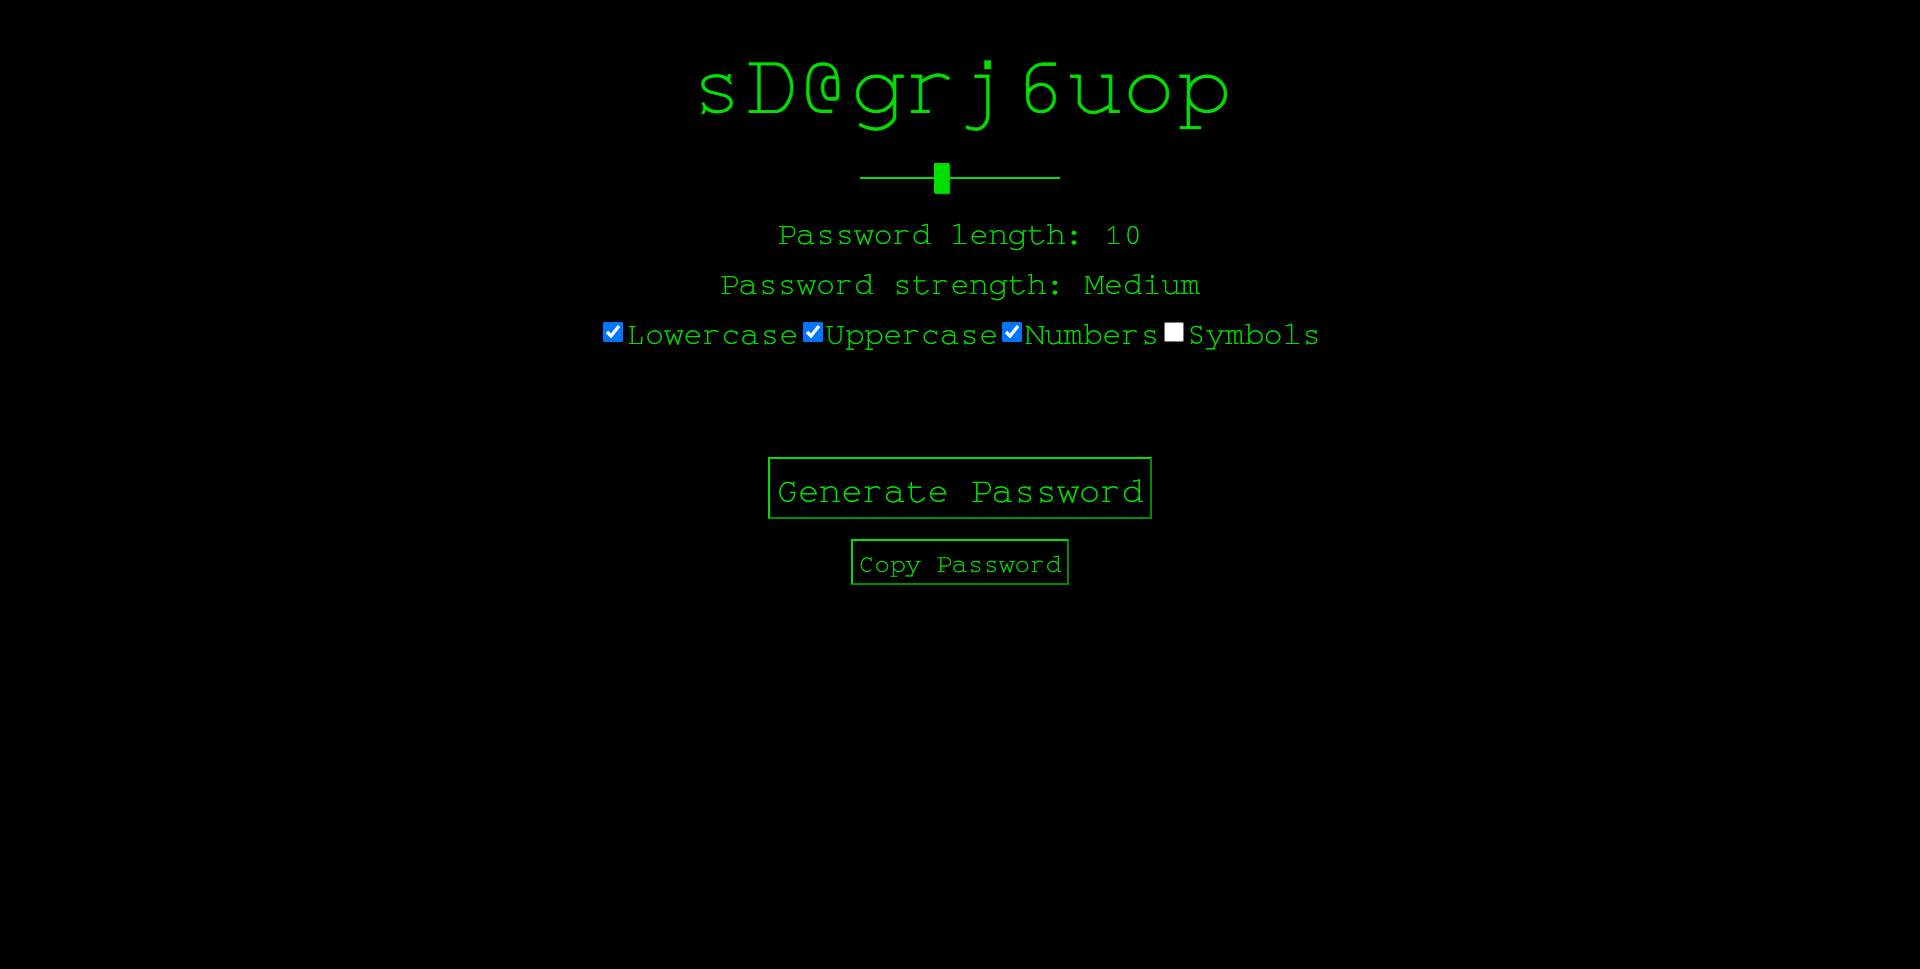 sD@grj6uop
Password length: 10
Password strength: Medium
Lowercase Uppercase Numbers Symbols
Generate Password
Copy Password